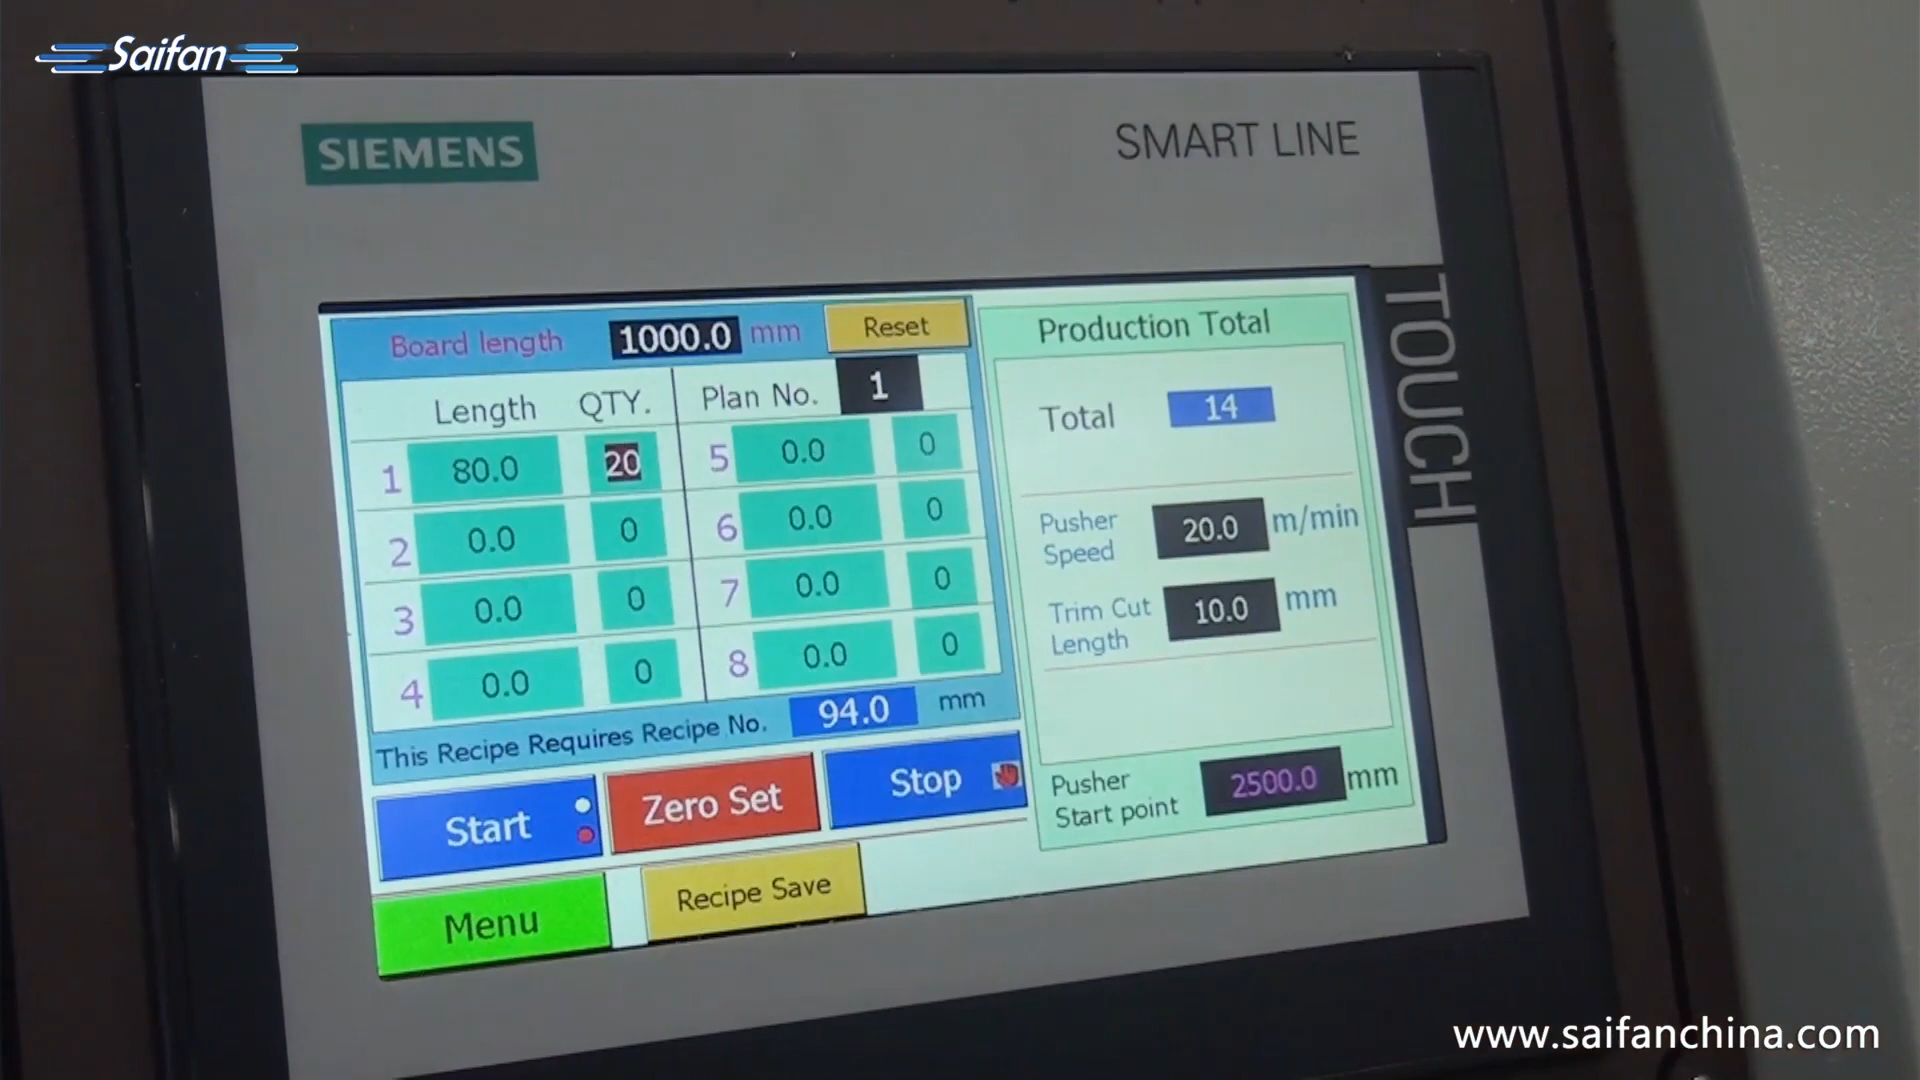 Saifan
SIEMENS
SMART LINE
TOUCH
Board length 1000.0 mm Reset
Length QTY. Plan No. 1
1 80.0 20 5 0.0 0
2 0.0 0 6 0.0 0
3 0.0 0 7 0.0 0
4 0.0 0 8 0.0 0
This Recipe Requires Recipe No. 94.0 mm
Start Zero Set Stop
Menu Recipe Save
Production Total
Total 14
Pusher
Speed 20.0 m/min
Trim Cut
Length 10.0 mm
Pusher
Start point 2500.0 mm
www.saifanchina.com